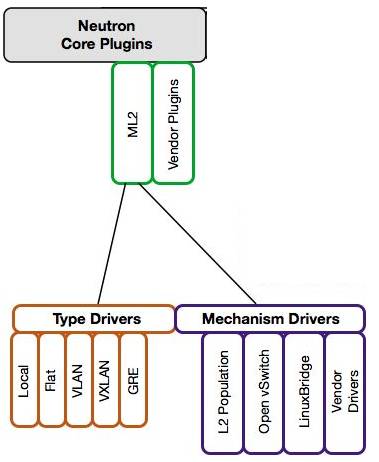 Neutron
Core Plugins
ML2
Vendor Plugins
Type Drivers
Mechanism Drivers
Local
Flat
VLAN
VXLAN
GRE
L2 Population
Open vSwitch
LinuxBridge
Vendor
Drivers